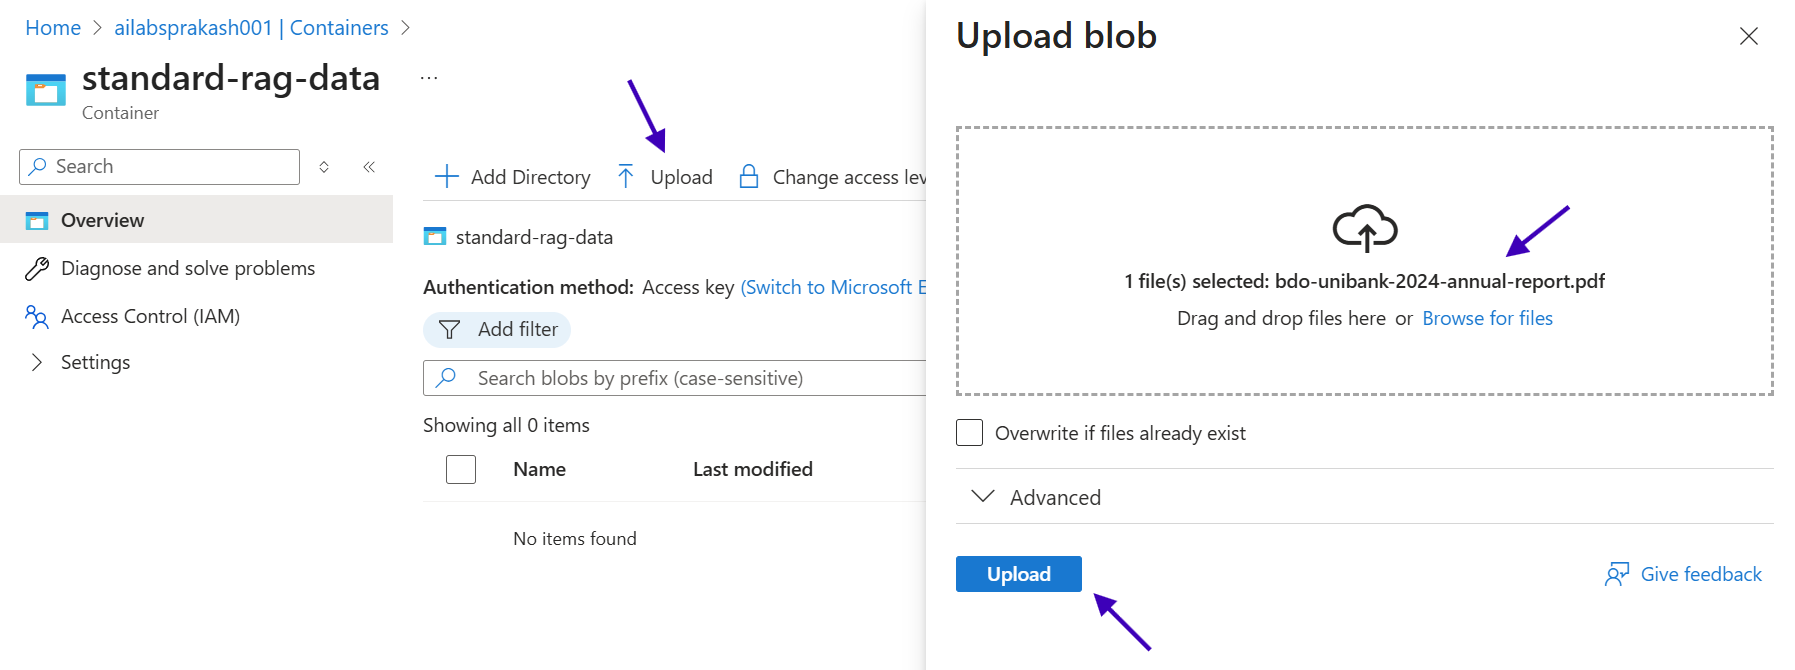 Home > ailabsprakash001 | Containers >
standard-rag-data ...
Container
Search
Overview
Diagnose and solve problems
Access Control (IAM)
Settings
Add Directory Upload Change access lev
standard-rag-data
Authentication method: Access key (Switch to Microsoft E
Add filter
Search blobs by prefix (case-sensitive)
Showing all 0 items
Name Last modified
No items found
Upload blob
1 file(s) selected: bdo-unibank-2024-annual-report.pdf
Drag and drop files here or Browse for files
Overwrite if files already exist
Advanced
Upload Give feedback